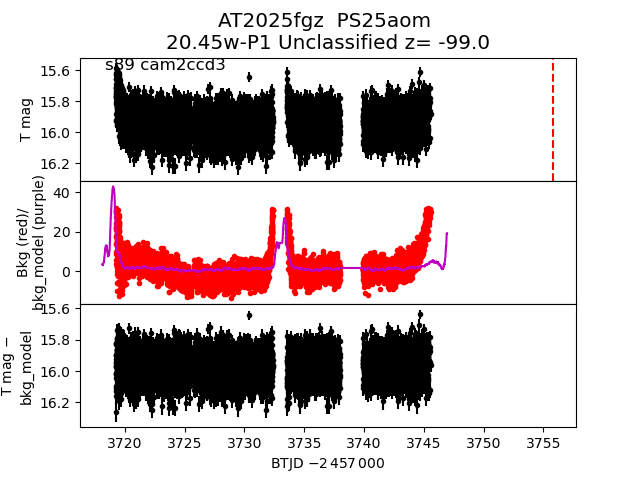 AT2025fgz PS25aom
20.45w-P1 Unclassified z= -99.0
s89 cam2ccd3
15.6
15.8
16.0
16.2
T mag
40
20
0
Bkg (red)/
bkg_model (purple)
15.6
15.8
16.0
16.2
T mag −
bkg_model
3720 3725 3730 3735 3740 3745 3750 3755
BTJD −2 457 000